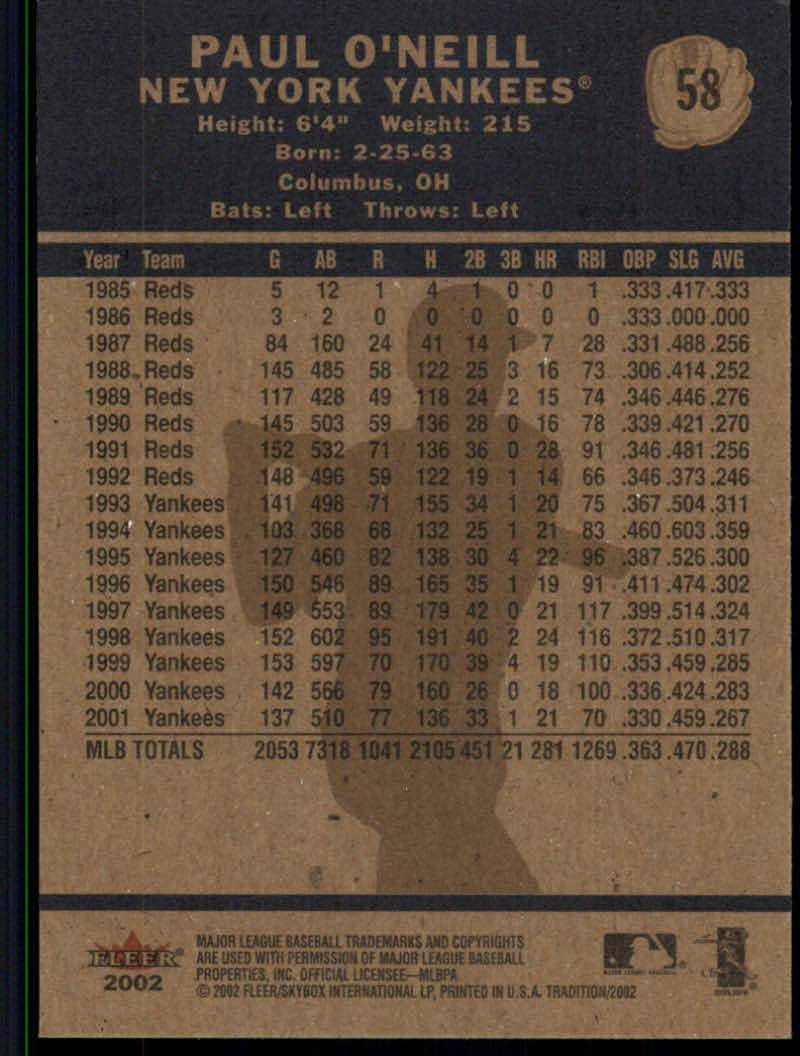 PAUL O'NEILL
NEW YORK YANKEES®
58
Height: 6'4" Weight: 215
Born: 2-25-63
Columbus, OH
Bats: Left Throws: Left
Year Team G AB R H 2B 3B HR RBI OBP SLG AVG
1985 Reds 5 12 1 4 1 0 0 1 .333 .417 .333
1986 Reds 3 2 0 0 0 0 0 0 .333 .000 .000
1987 Reds 84 160 24 41 14 1 7 28 .331 .488 .256
1988 Reds 145 485 58 122 25 3 16 73 .306 .414 .252
1989 Reds 117 428 49 118 24 2 15 74 .346 .446 .276
1990 Reds 145 503 59 136 28 0 16 78 .339 .421 .270
1991 Reds 152 532 71 136 36 0 28 91 .346 .481 .256
1992 Reds 148 496 59 122 19 1 14 66 .346 .373 .246
1993 Yankees 141 498 71 155 34 1 20 75 .367 .504 .311
1994 Yankees 103 368 68 132 25 1 21 83 .460 .603 .359
1995 Yankees 127 460 82 138 30 4 22 96 .387 .526 .300
1996 Yankees 150 546 89 165 35 1 19 91 .411 .474 .302
1997 Yankees 149 553 89 179 42 0 21 117 .399 .514 .324
1998 Yankees 152 602 95 191 40 2 24 116 .372 .510 .317
1999 Yankees 153 597 70 170 39 4 19 110 .353 .459 .285
2000 Yankees 142 566 79 160 26 0 18 100 .336 .424 .283
2001 Yankees 137 510 77 136 33 1 21 70 .330 .459 .267
MLB TOTALS 2053 7318 1041 2105 451 21 281 1269 .363 .470 .288
FLEER®
2002
MAJOR LEAGUE BASEBALL TRADEMARKS AND COPYRIGHTS
ARE USED WITH PERMISSION OF MAJOR LEAGUE BASEBALL
PROPERTIES, INC. OFFICIAL LICENSEE—MLBPA
© 2002 FLEER/SKYBOX INTERNATIONAL LP, PRINTED IN U.S.A. TRADITION/2002